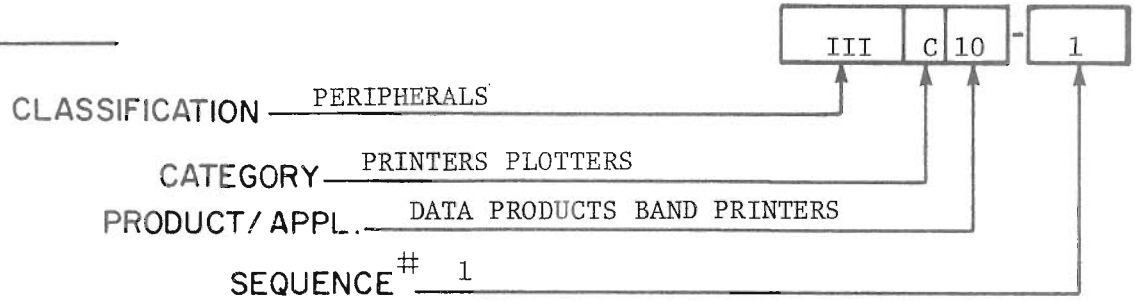 III C 10 - 1
CLASSIFICATION PERIPHERALS
CATEGORY PRINTERS PLOTTERS
PRODUCT/APPL. DATA PRODUCTS BAND PRINTERS
SEQUENCE # 1